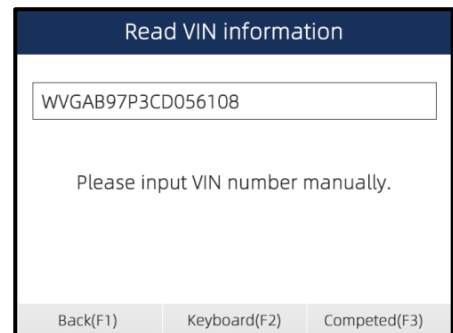 Read VIN information
WVGAB97P3CD056108
Please input VIN number manually.
Back(F1) Keyboard(F2) Competed(F3)